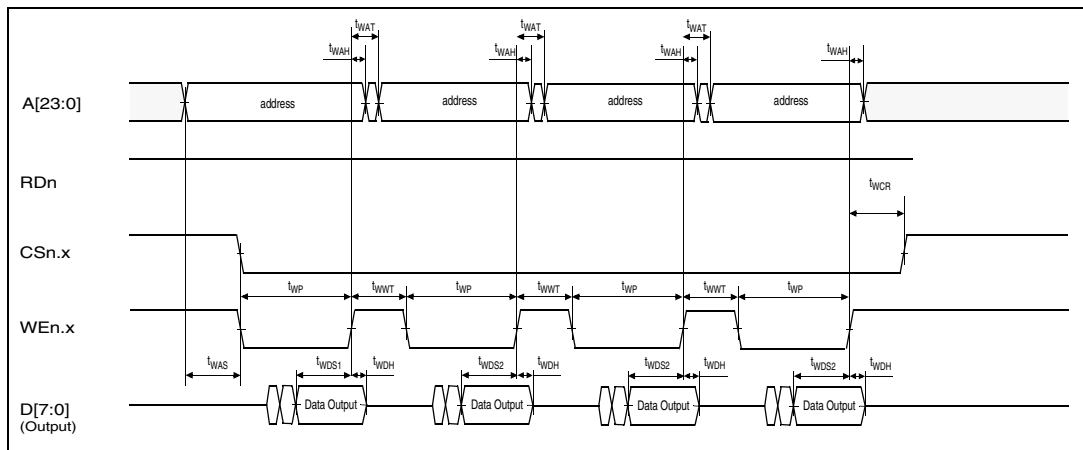 tWAT tWAT tWAT
tWAH tWAH tWAH tWAH
A[23:0] address address address address
RDn
tWCR
CSn.x
tWP tWWT tWP tWWT tWP tWWT tWP
WEn.x
tWAS tWDS1 tWDH tWDS2 tWDH tWDS2 tWDH tWDS2 tWDH
D[7:0] Data Output Data Output Data Output Data Output
(Output)